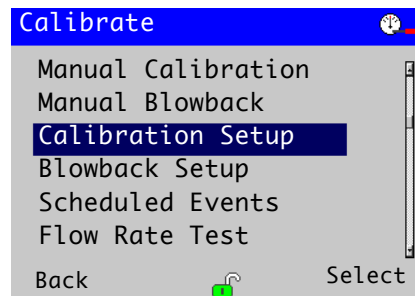 Calibrate
Manual Calibration
Manual Blowback
Calibration Setup
Blowback Setup
Scheduled Events
Flow Rate Test
Back Select